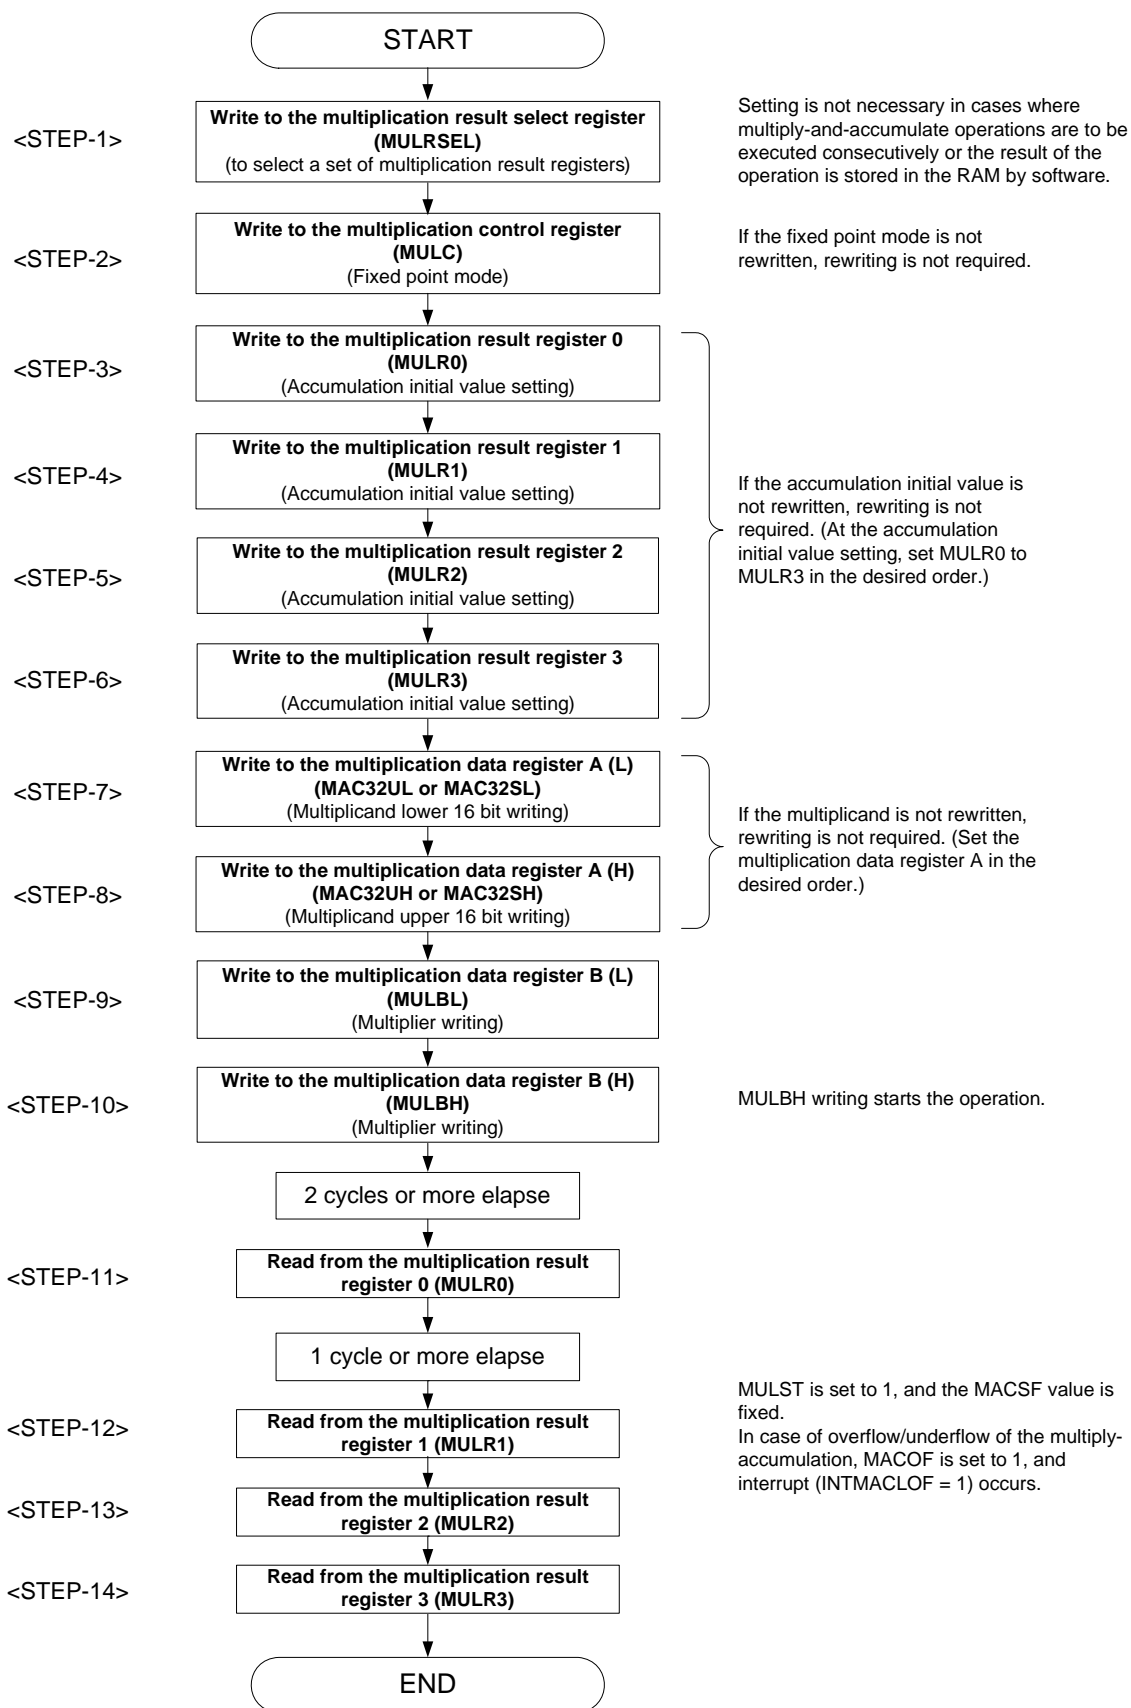 START
<STEP-1>
Write to the multiplication result select register
(MULRSEL)
(to select a set of multiplication result registers)
Setting is not necessary in cases where
multiply-and-accumulate operations are to be
executed consecutively or the result of the
operation is stored in the RAM by software.
<STEP-2>
Write to the multiplication control register
(MULC)
(Fixed point mode)
If the fixed point mode is not
rewritten, rewriting is not required.
<STEP-3>
Write to the multiplication result register 0
(MULR0)
(Accumulation initial value setting)
<STEP-4>
Write to the multiplication result register 1
(MULR1)
(Accumulation initial value setting)
<STEP-5>
Write to the multiplication result register 2
(MULR2)
(Accumulation initial value setting)
<STEP-6>
Write to the multiplication result register 3
(MULR3)
(Accumulation initial value setting)
If the accumulation initial value is
not rewritten, rewriting is not
required. (At the accumulation
initial value setting, set MULR0 to
MULR3 in the desired order.)
<STEP-7>
Write to the multiplication data register A (L)
(MAC32UL or MAC32SL)
(Multiplicand lower 16 bit writing)
<STEP-8>
Write to the multiplication data register A (H)
(MAC32UH or MAC32SH)
(Multiplicand upper 16 bit writing)
If the multiplicand is not rewritten,
rewriting is not required. (Set the
multiplication data register A in the
desired order.)
<STEP-9>
Write to the multiplication data register B (L)
(MULBL)
(Multiplier writing)
<STEP-10>
Write to the multiplication data register B (H)
(MULBH)
(Multiplier writing)
MULBH writing starts the operation.
2 cycles or more elapse
<STEP-11>
Read from the multiplication result
register 0 (MULR0)
1 cycle or more elapse
<STEP-12>
Read from the multiplication result
register 1 (MULR1)
MULST is set to 1, and the MACSF value is
fixed.
In case of overflow/underflow of the multiply-
accumulation, MACOF is set to 1, and
interrupt (INTMACLOF = 1) occurs.
<STEP-13>
Read from the multiplication result
register 2 (MULR2)
<STEP-14>
Read from the multiplication result
register 3 (MULR3)
END